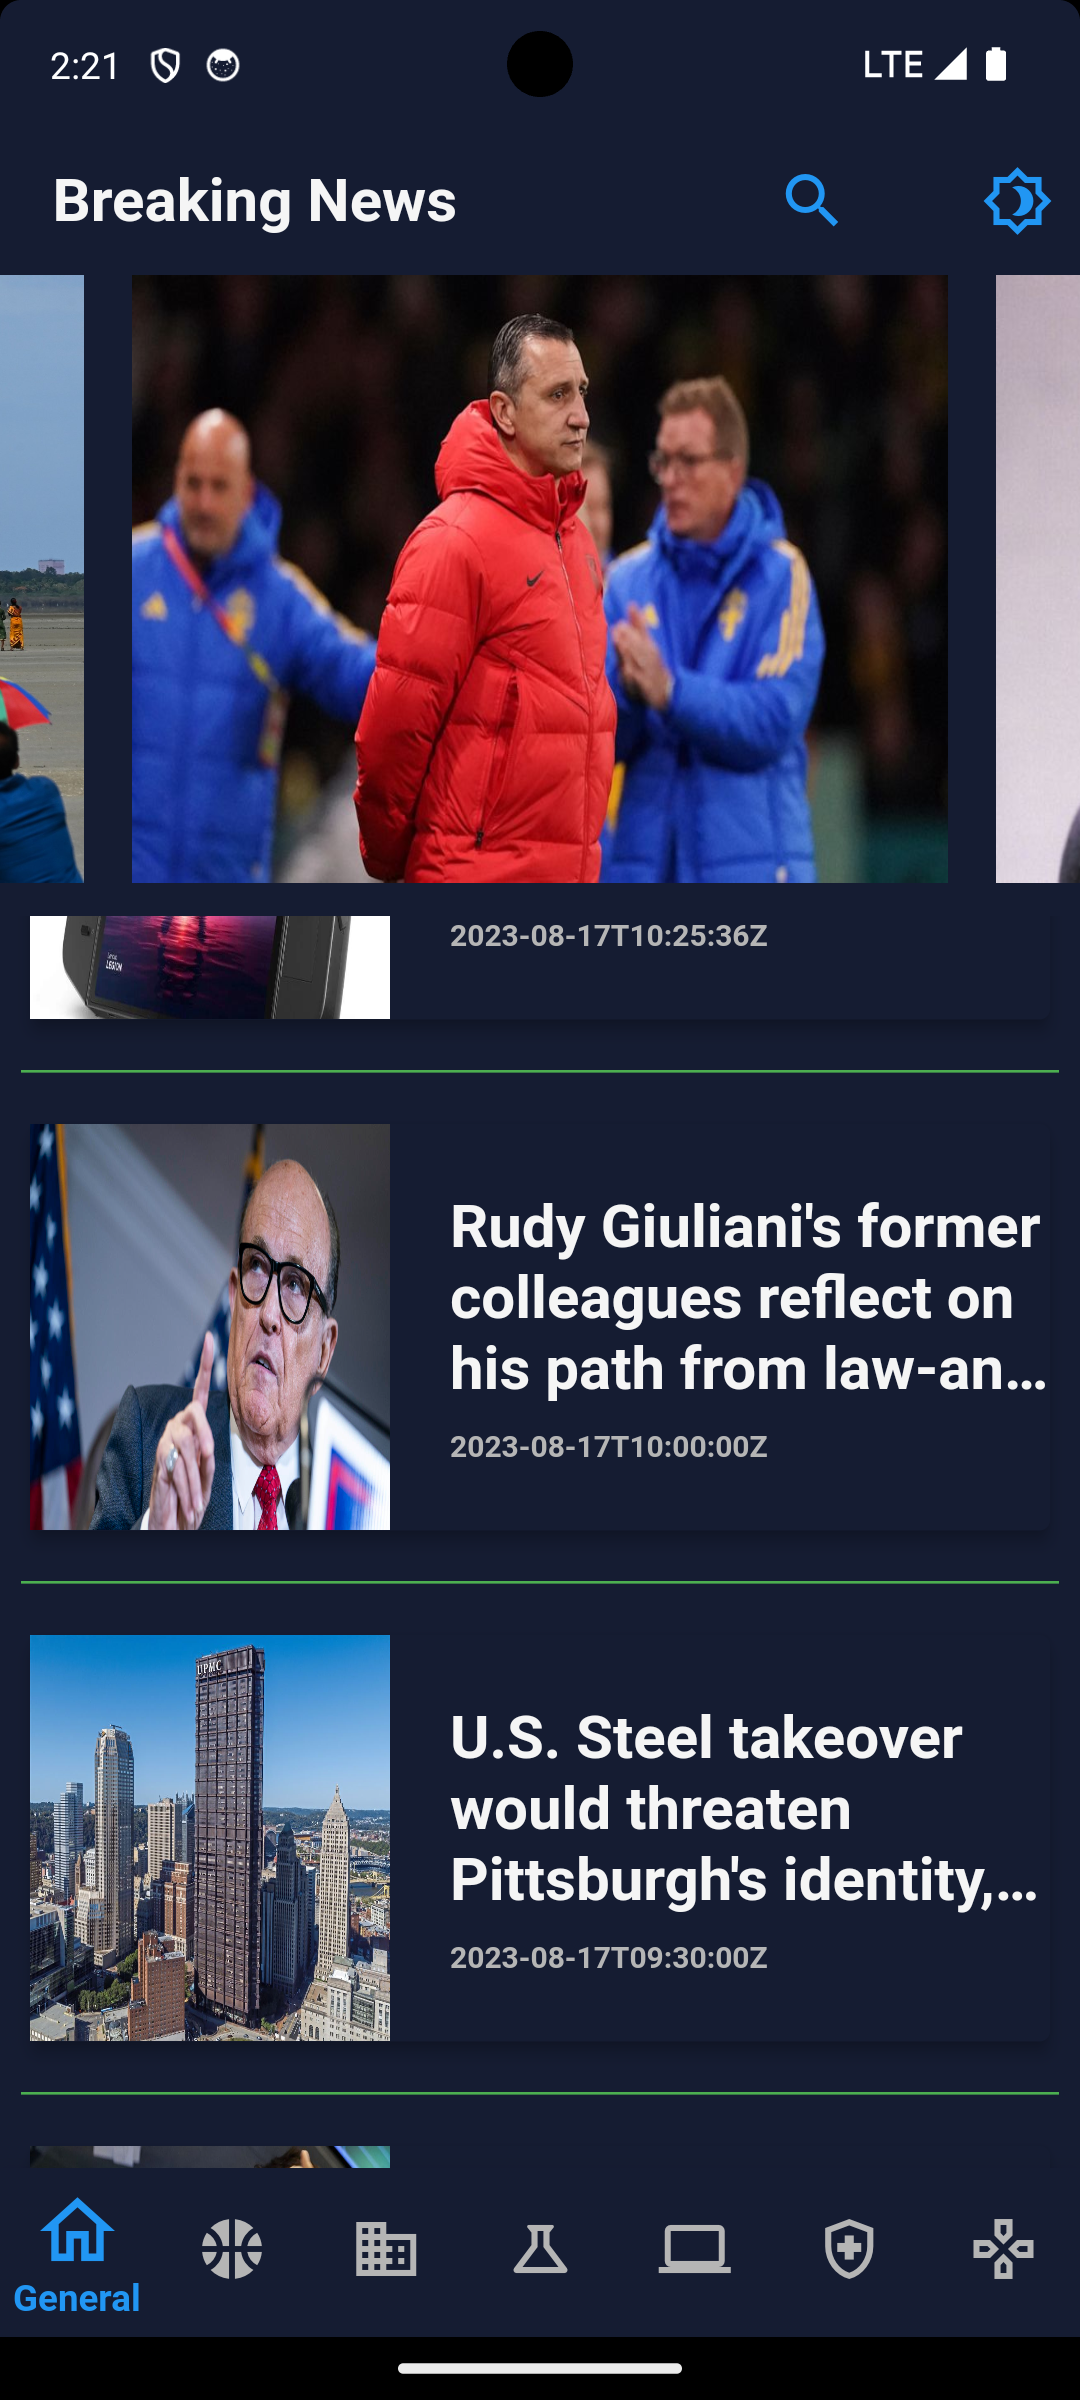 2:21
LTE
Breaking News
LEGION
2023-08-17T10:25:36Z
Rudy Giuliani's former
colleagues reflect on
his path from law-an...
2023-08-17T10:00:00Z
UPMC
U.S. Steel takeover
would threaten
Pittsburgh's identity,...
2023-08-17T09:30:00Z
General